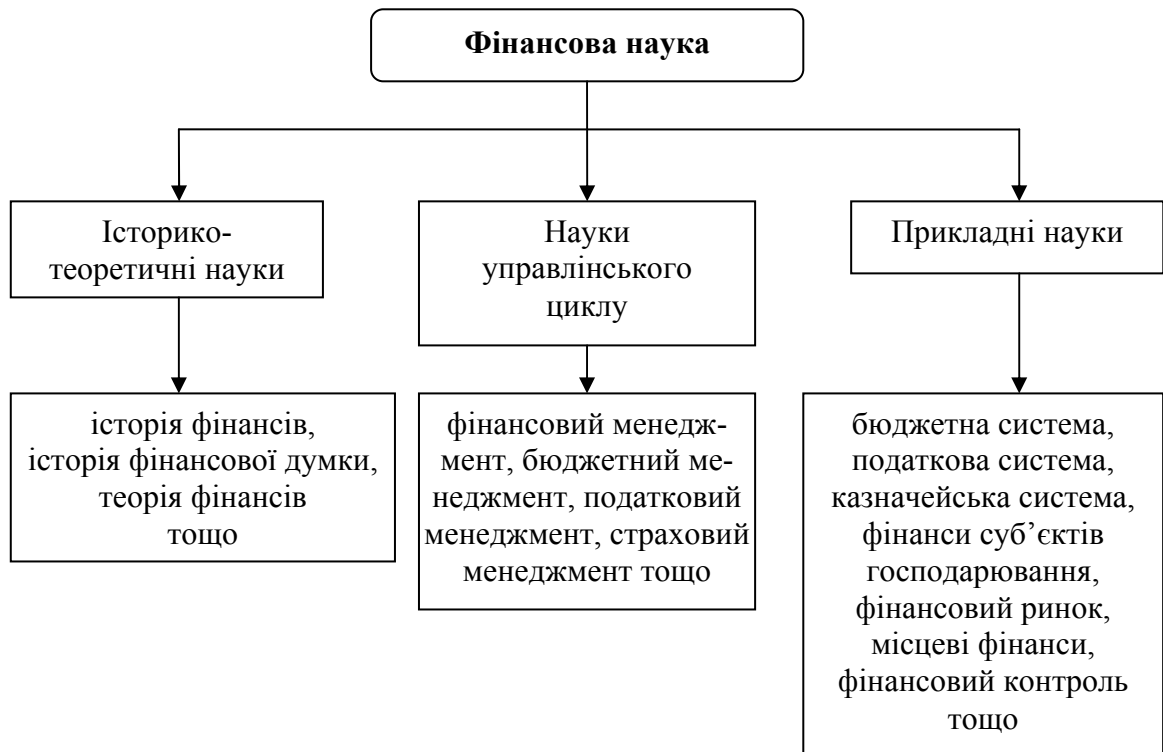 Фінансова наука
Історико-
теоретичні науки
Науки
управлінського
циклу
Прикладні науки
історія фінансів,
історія фінансової думки,
теорія фінансів
тощо
фінансовий менедж-
мент, бюджетний ме-
неджмент, податковий
менеджмент, страховий
менеджмент тощо
бюджетна система,
податкова система,
казначейська система,
фінанси суб’єктів
господарювання,
фінансовий ринок,
місцеві фінанси,
фінансовий контроль
тощо